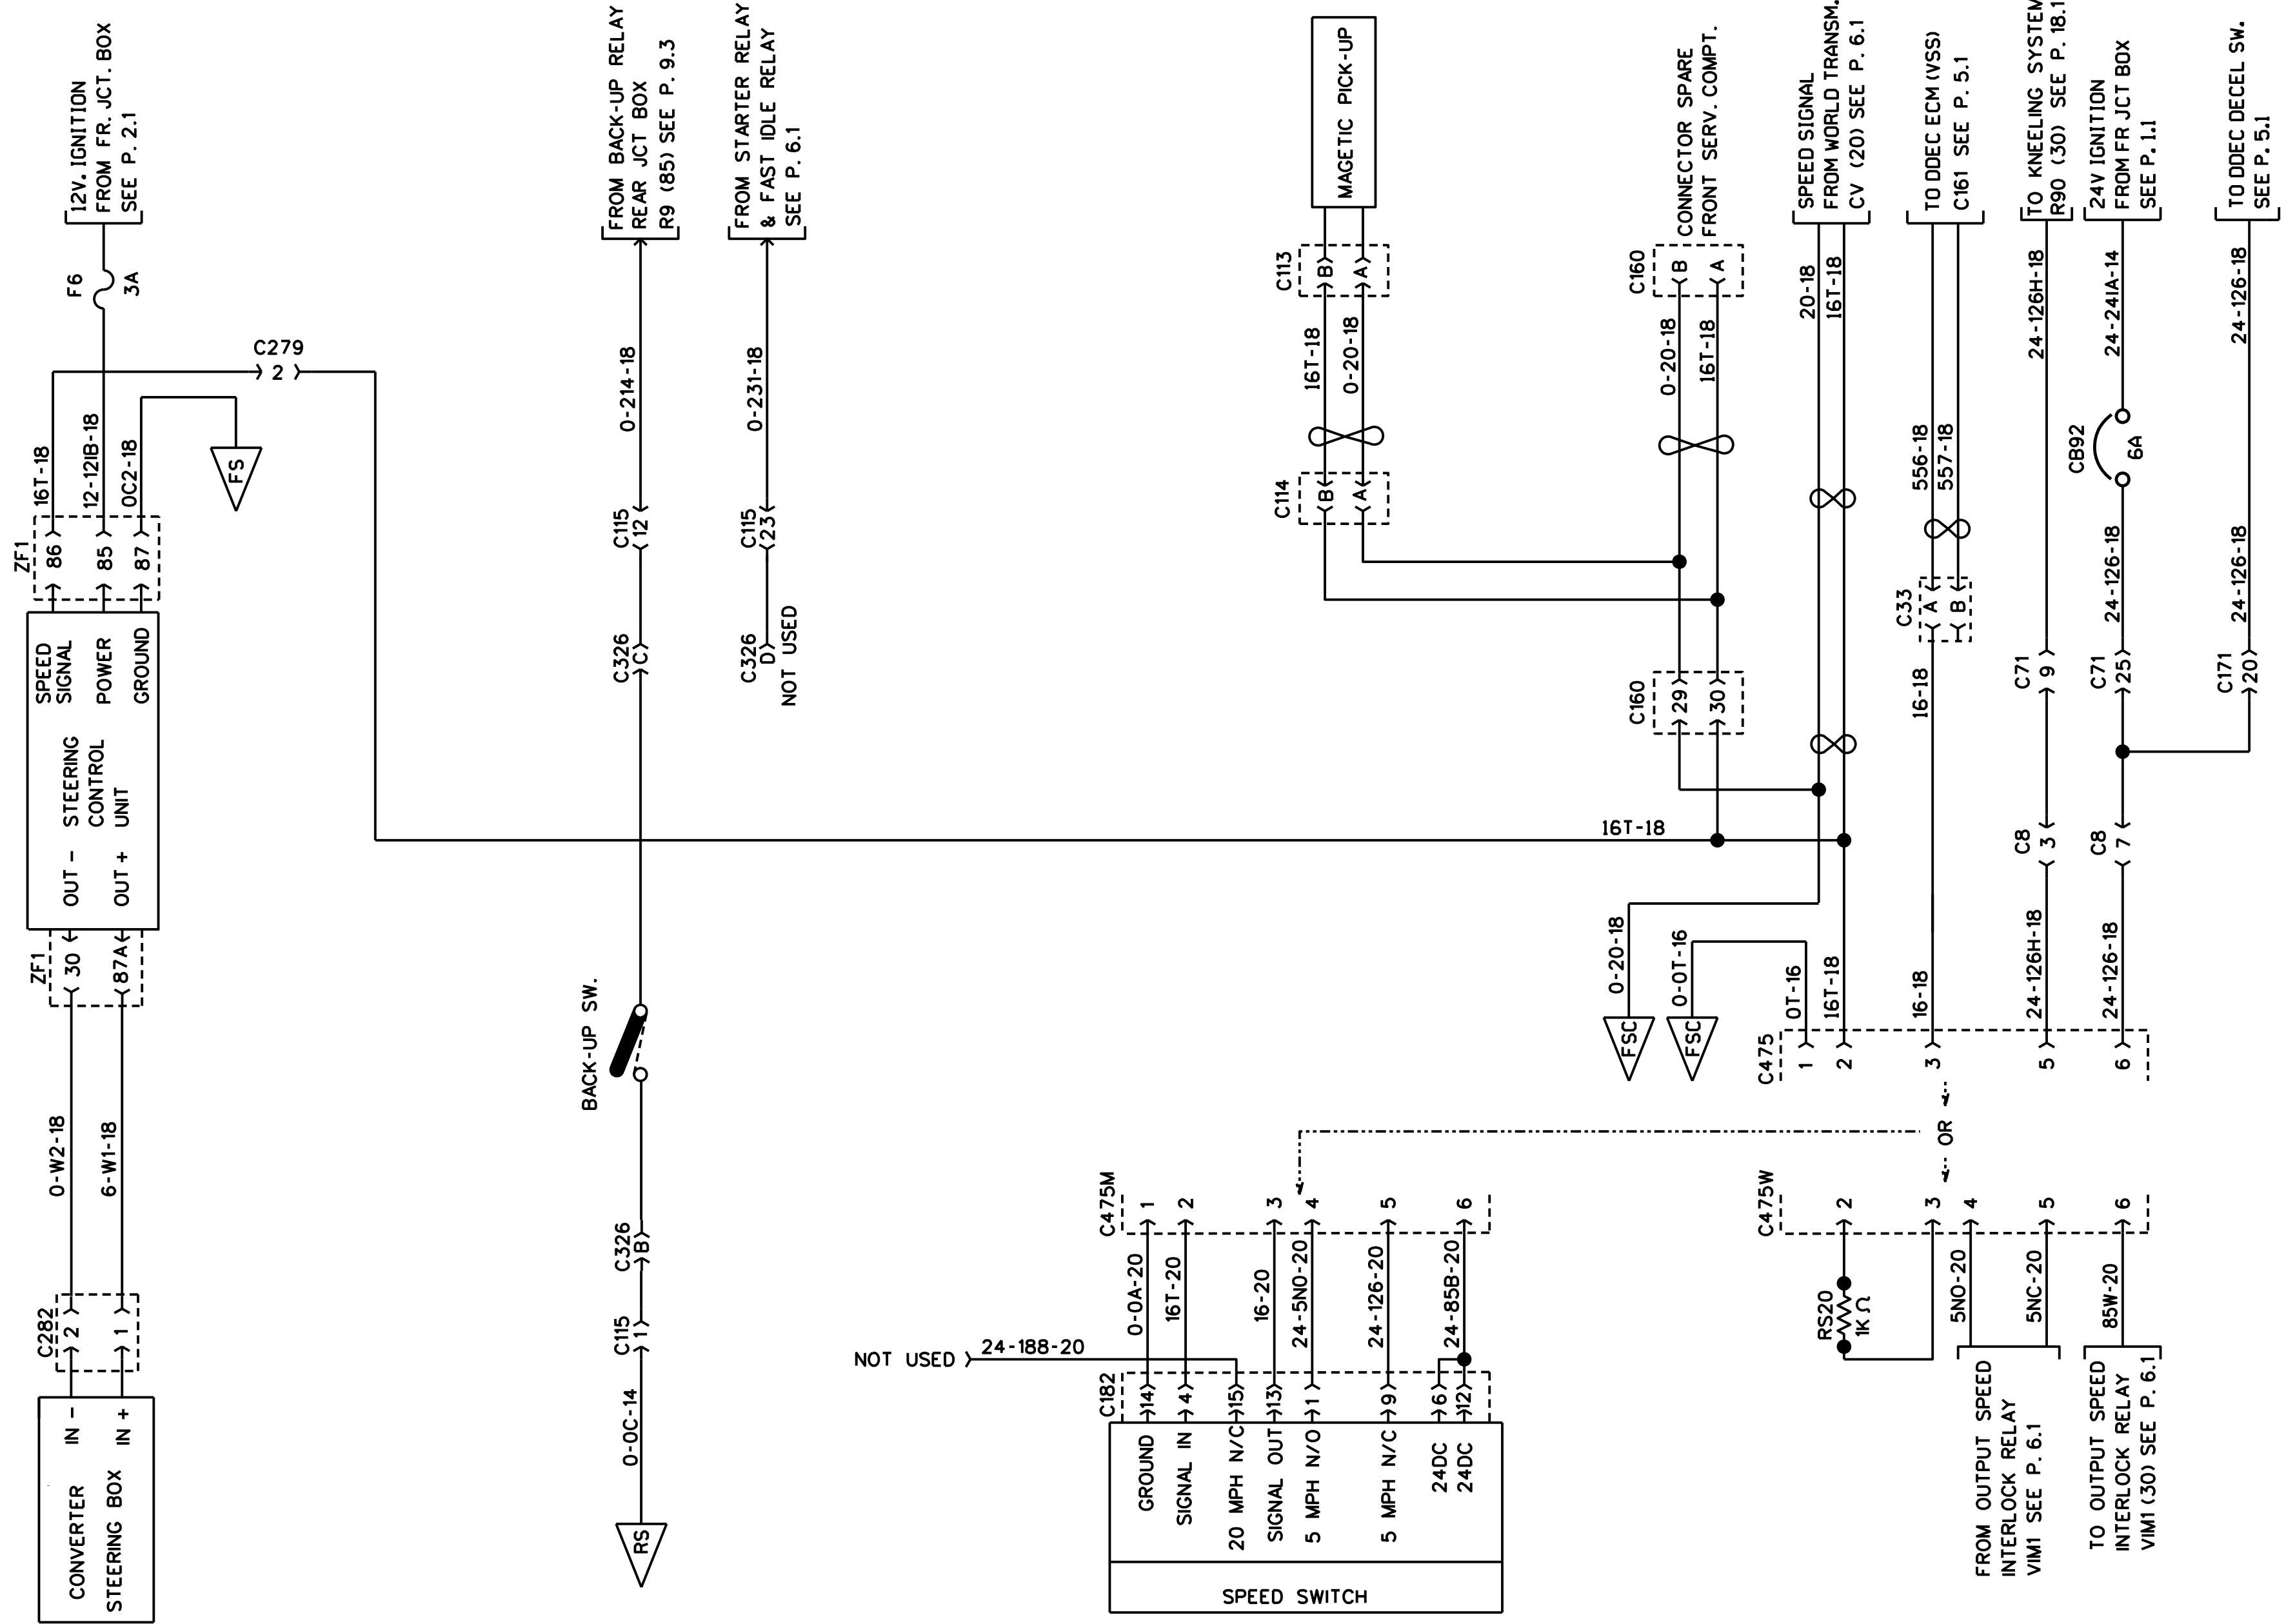 12V. IGNITION
FROM FR. JCT. BOX
SEE P. 2.1
F6
3A
C279
2
16T-18
12-12IB-18
0C2-18
FS
ZF1
86
85
87
SPEED
SIGNAL
POWER
GROUND
STEERING
CONTROL
UNIT
OUT -
OUT +
ZF1
30
87A
0-W2-18
6-W1-18
C282
2
1
IN -
IN +
CONVERTER
STEERING BOX
FROM BACK-UP RELAY
REAR JCT BOX
R9 (85) SEE P. 9.3
0-214-18
C115
12
C326
C
BACK-UP SW.
C326
B
C115
1
0-0C-14
RS
FROM STARTER RELAY
& FAST IDLE RELAY
SEE P. 6.1
0-231-18
C115
23
C326
D
NOT USED
MAGETIC PICK-UP
C113
B
A
16T-18
0-20-18
C114
B
A
CONNECTOR SPARE
FRONT SERV. COMPT.
C160
B
A
0-20-18
16T-18
C160
29
30
16T-18
SPEED SIGNAL
FROM WORLD TRANSM.
CV (20) SEE P. 6.1
20-18
16T-18
0-20-18
FSC
0-0T-16
FSC
0T-16
16T-18
TO DDEC ECM (VSS)
C161 SEE P. 5.1
556-18
557-18
C33
A
B
16-18
16-18
TO KNEELING SYSTEM
R90 (30) SEE P. 18.1
24-126H-18
C71
9
C8
3
24-126H-18
24V IGNITION
FROM FR JCT BOX
SEE P. 1.1
24-24IA-14
CB92
6A
24-126-18
C71
25
C8
7
24-126-18
TO DDEC DECEL SW.
SEE P. 5.1
24-126-18
24-126-18
C171
20
C475
1
2
3
5
6
OR
C475M
1
2
3
4
5
6
0-0A-20
16T-20
16-20
24-5NO-20
24-126-20
24-85B-20
NOT USED
24-188-20
C182
14
4
15
13
1
9
6
12
GROUND
SIGNAL IN
20 MPH N/C
SIGNAL OUT
5 MPH N/O
5 MPH N/C
24DC
24DC
SPEED SWITCH
C475W
2
3
4
5
6
RS20
1K Ω
5NO-20
5NC-20
85W-20
FROM OUTPUT SPEED
INTERLOCK RELAY
VIM1 SEE P. 6.1
TO OUTPUT SPEED
INTERLOCK RELAY
VIM1 (30) SEE P. 6.1